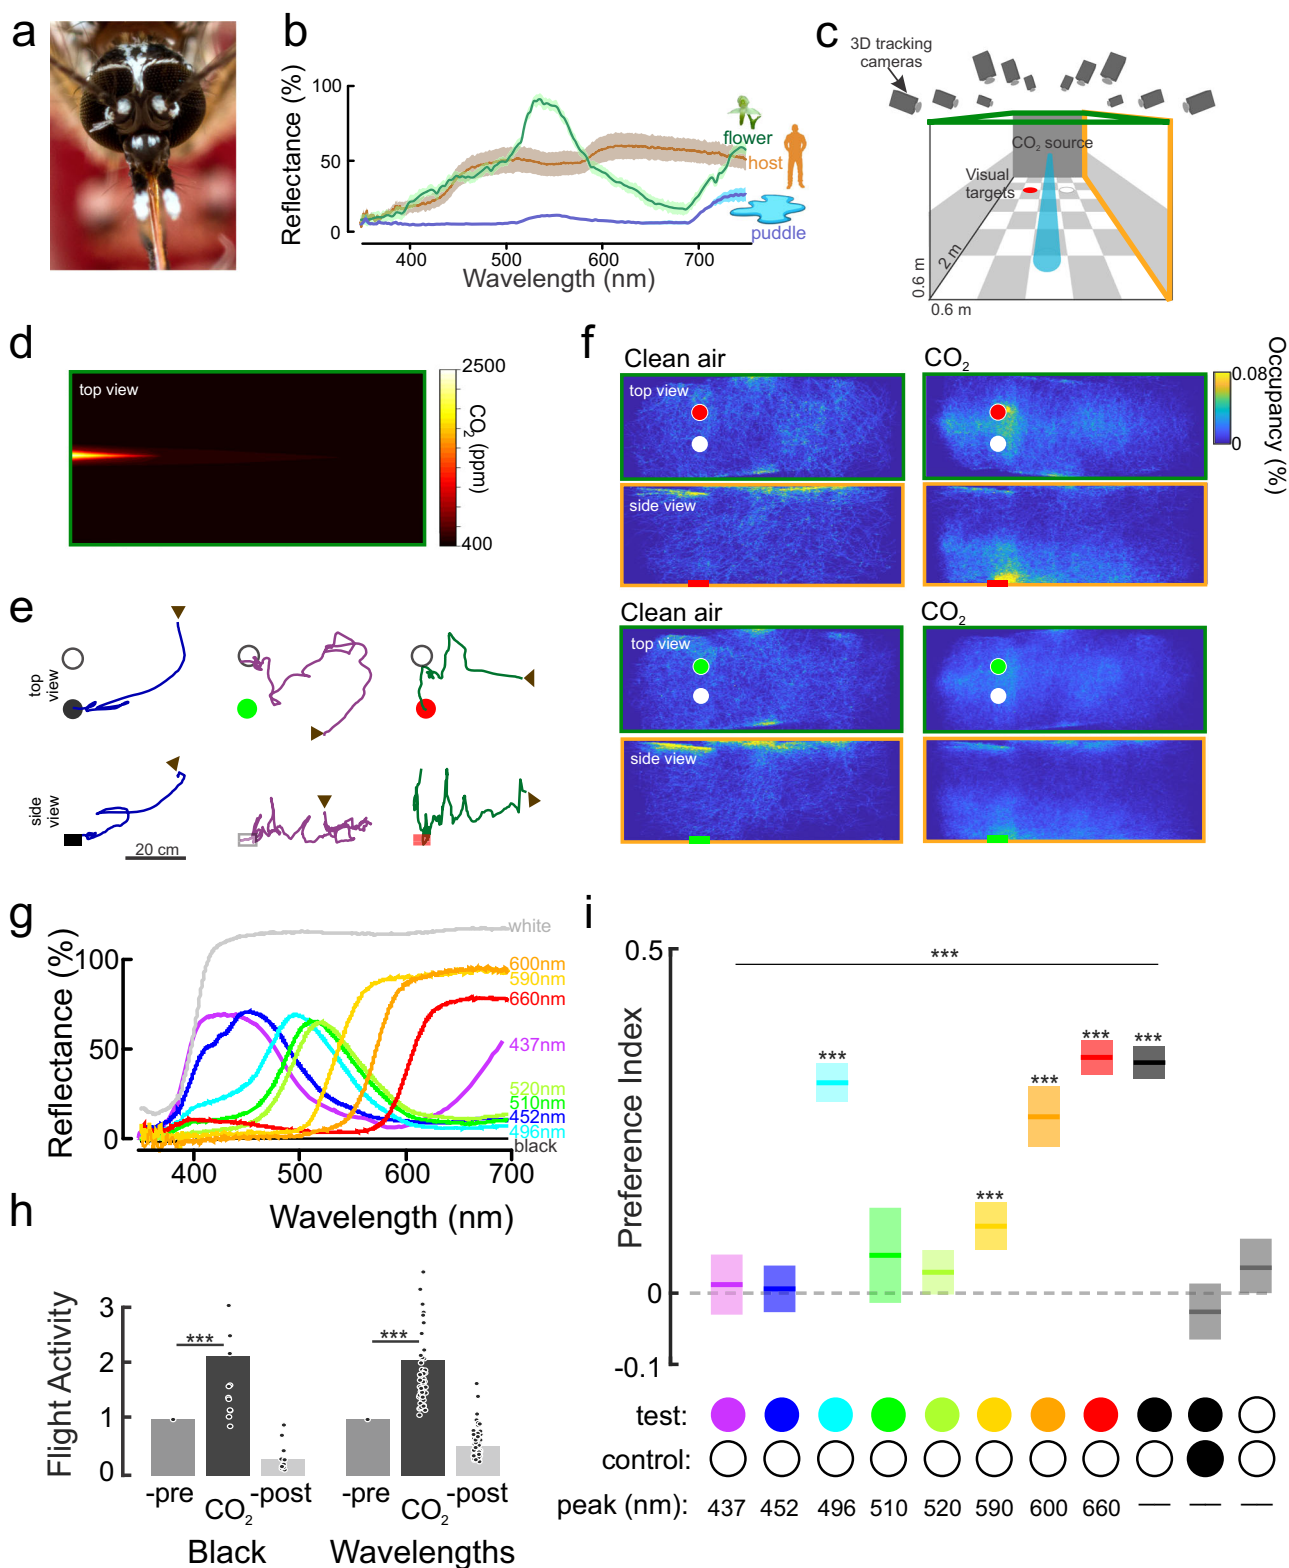 a
b
Reflectance (%)
100
50
0
400
500
600
700
Wavelength (nm)
flower
host
puddle
c
3D tracking
cameras
CO2 source
Visual
targets
2 m
0.6 m
0.6 m
d
top view
2500
CO2 (ppm)
400
e
top
view
side
view
20 cm
f
Clean air
CO2
top view
side view
0.08
0
Occupancy (%)
Clean air
CO2
top view
side view
g
Reflectance (%)
100
50
0
400
500
600
700
Wavelength (nm)
white
600nm
590nm
660nm
437nm
520nm
510nm
452nm
496nm
black
h
Flight Activity
3
2
1
0
***
***
-pre
CO2
-post
-pre
CO2
-post
Black
Wavelengths
i
Preference Index
0.5
0
-0.1
***
***
***
***
***
***
test:
control:
peak (nm): 437 452 496 510 520 590 600 660 — — —